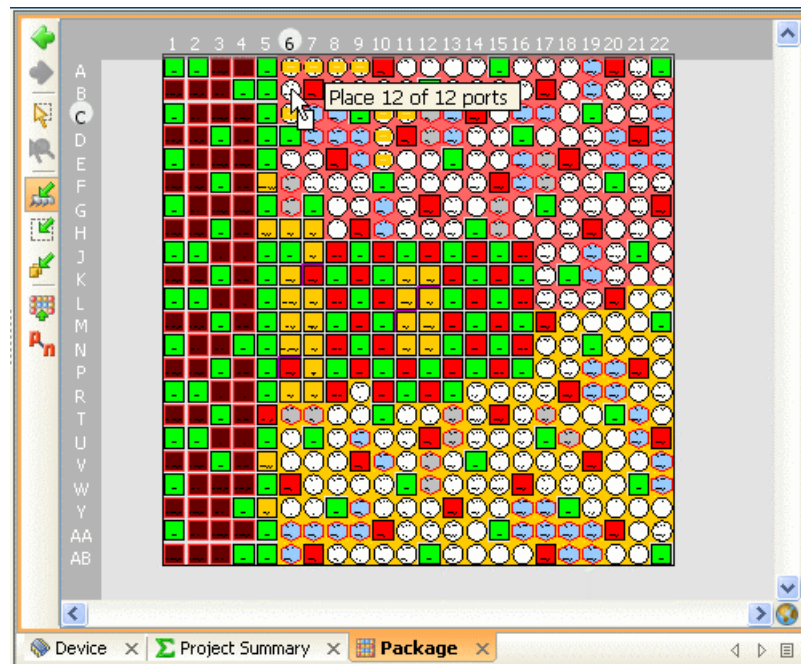 1 2 3 4 5 6 7 8 9 10 11 12 13 14 15 16 17 18 19 20 21 22
A
B
Place 12 of 12 ports
C
D
E
F
G
H
J
K
L
M
N
P
R
T
U
V
W
Y
AA
AB
Device Project Summary Package